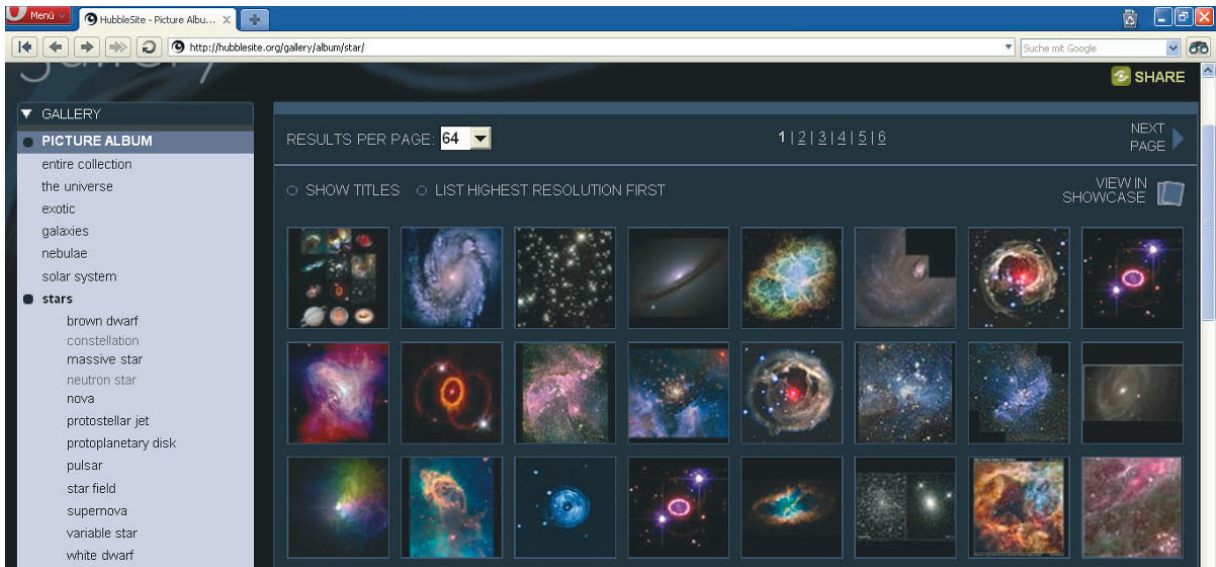 Menü
HubbleSite - Picture Albu...
http://hubblesite.org/gallery/album/star/
Suche mit Google
gallery
SHARE
GALLERY
PICTURE ALBUM
entire collection
the universe
exotic
galaxies
nebulae
solar system
stars
brown dwarf
constellation
massive star
neutron star
nova
protostellar jet
protoplanetary disk
pulsar
star field
supernova
variable star
white dwarf
RESULTS PER PAGE: 64
1 | 2 | 3 | 4 | 5 | 6
NEXT
PAGE
SHOW TITLES LIST HIGHEST RESOLUTION FIRST
VIEW IN
SHOWCASE